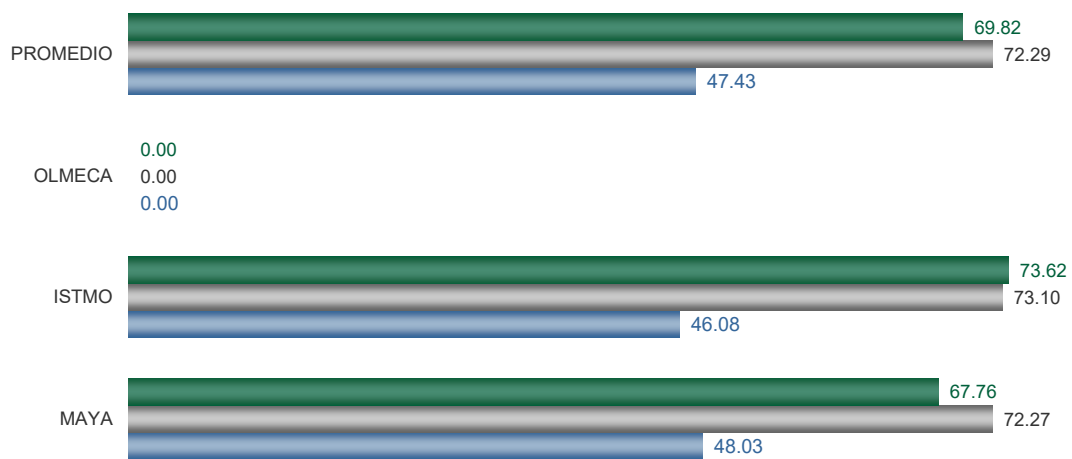 69.82
PROMEDIO 72.29
47.43
0.00
OLMECA 0.00
0.00
73.62
ISTMO 73.10
46.08
67.76
MAYA 72.27
48.03